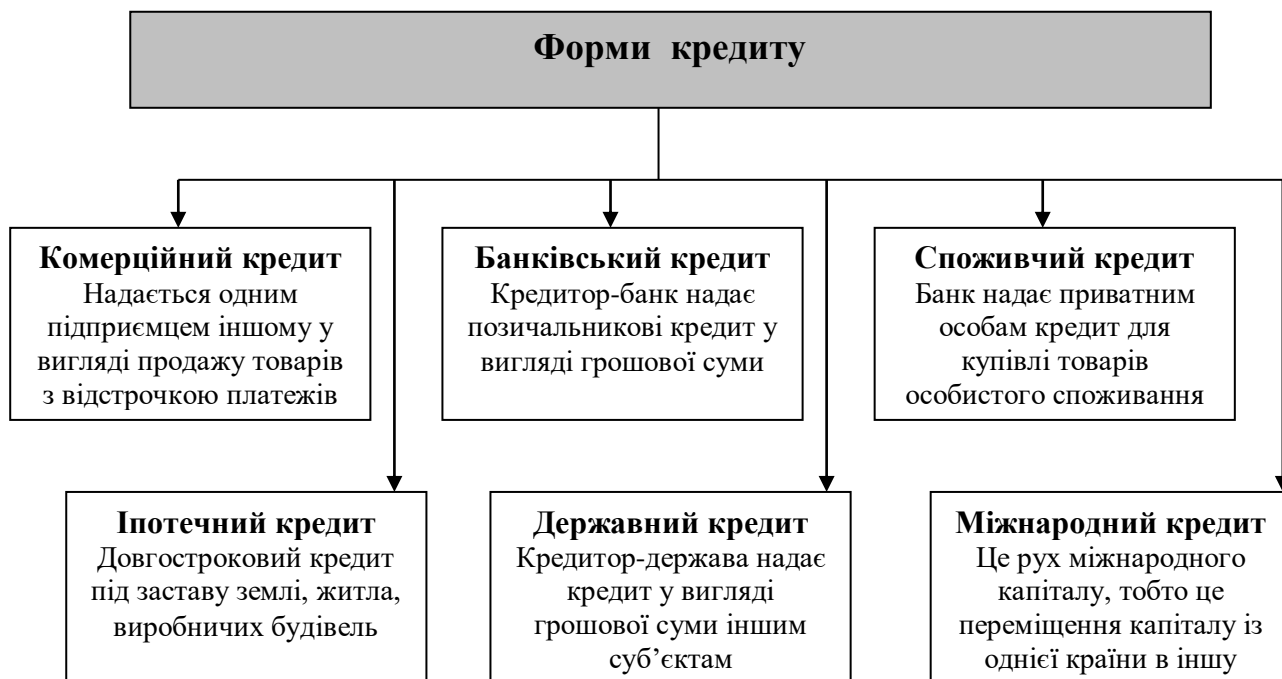 Форми кредиту
Комерційний кредит
Надається одним
підприємцем іншому у
вигляді продажу товарів
з відстрочкою платежів
Банківський кредит
Кредитор-банк надає
позичальникові кредит у
вигляді грошової суми
Споживчий кредит
Банк надає приватним
особам кредит для
купівлі товарів
особистого споживання
Іпотечний кредит
Довгостроковий кредит
під заставу землі, житла,
виробничих будівель
Державний кредит
Кредитор-держава надає
кредит у вигляді
грошової суми іншим
суб’єктам
Міжнародний кредит
Це рух міжнародного
капіталу, тобто це
переміщення капіталу із
однієї країни в іншу